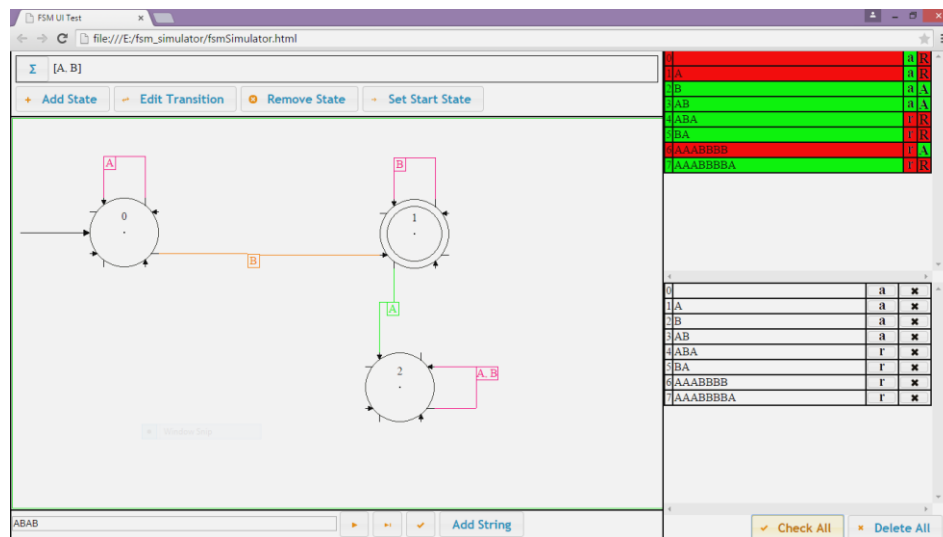 FSM UI Test
file:///E:/fsm_simulator/fsmSimulator.html
Σ [A. B]
+ Add State Edit Transition Remove State Set Start State
A
0
B
B
1
A
2
A. B
Window Snip
ABAB
Add String
0 a R
1 A a R
2 B a A
3 AB a A
4 ABA r R
5 BA r R
6 AAABBBB r A
7 AAABBBBA r R
0 a ✖
1 A a ✖
2 B a ✖
3 AB a ✖
4 ABA r ✖
5 BA r ✖
6 AAABBBB r ✖
7 AAABBBBA r ✖
Check All Delete All